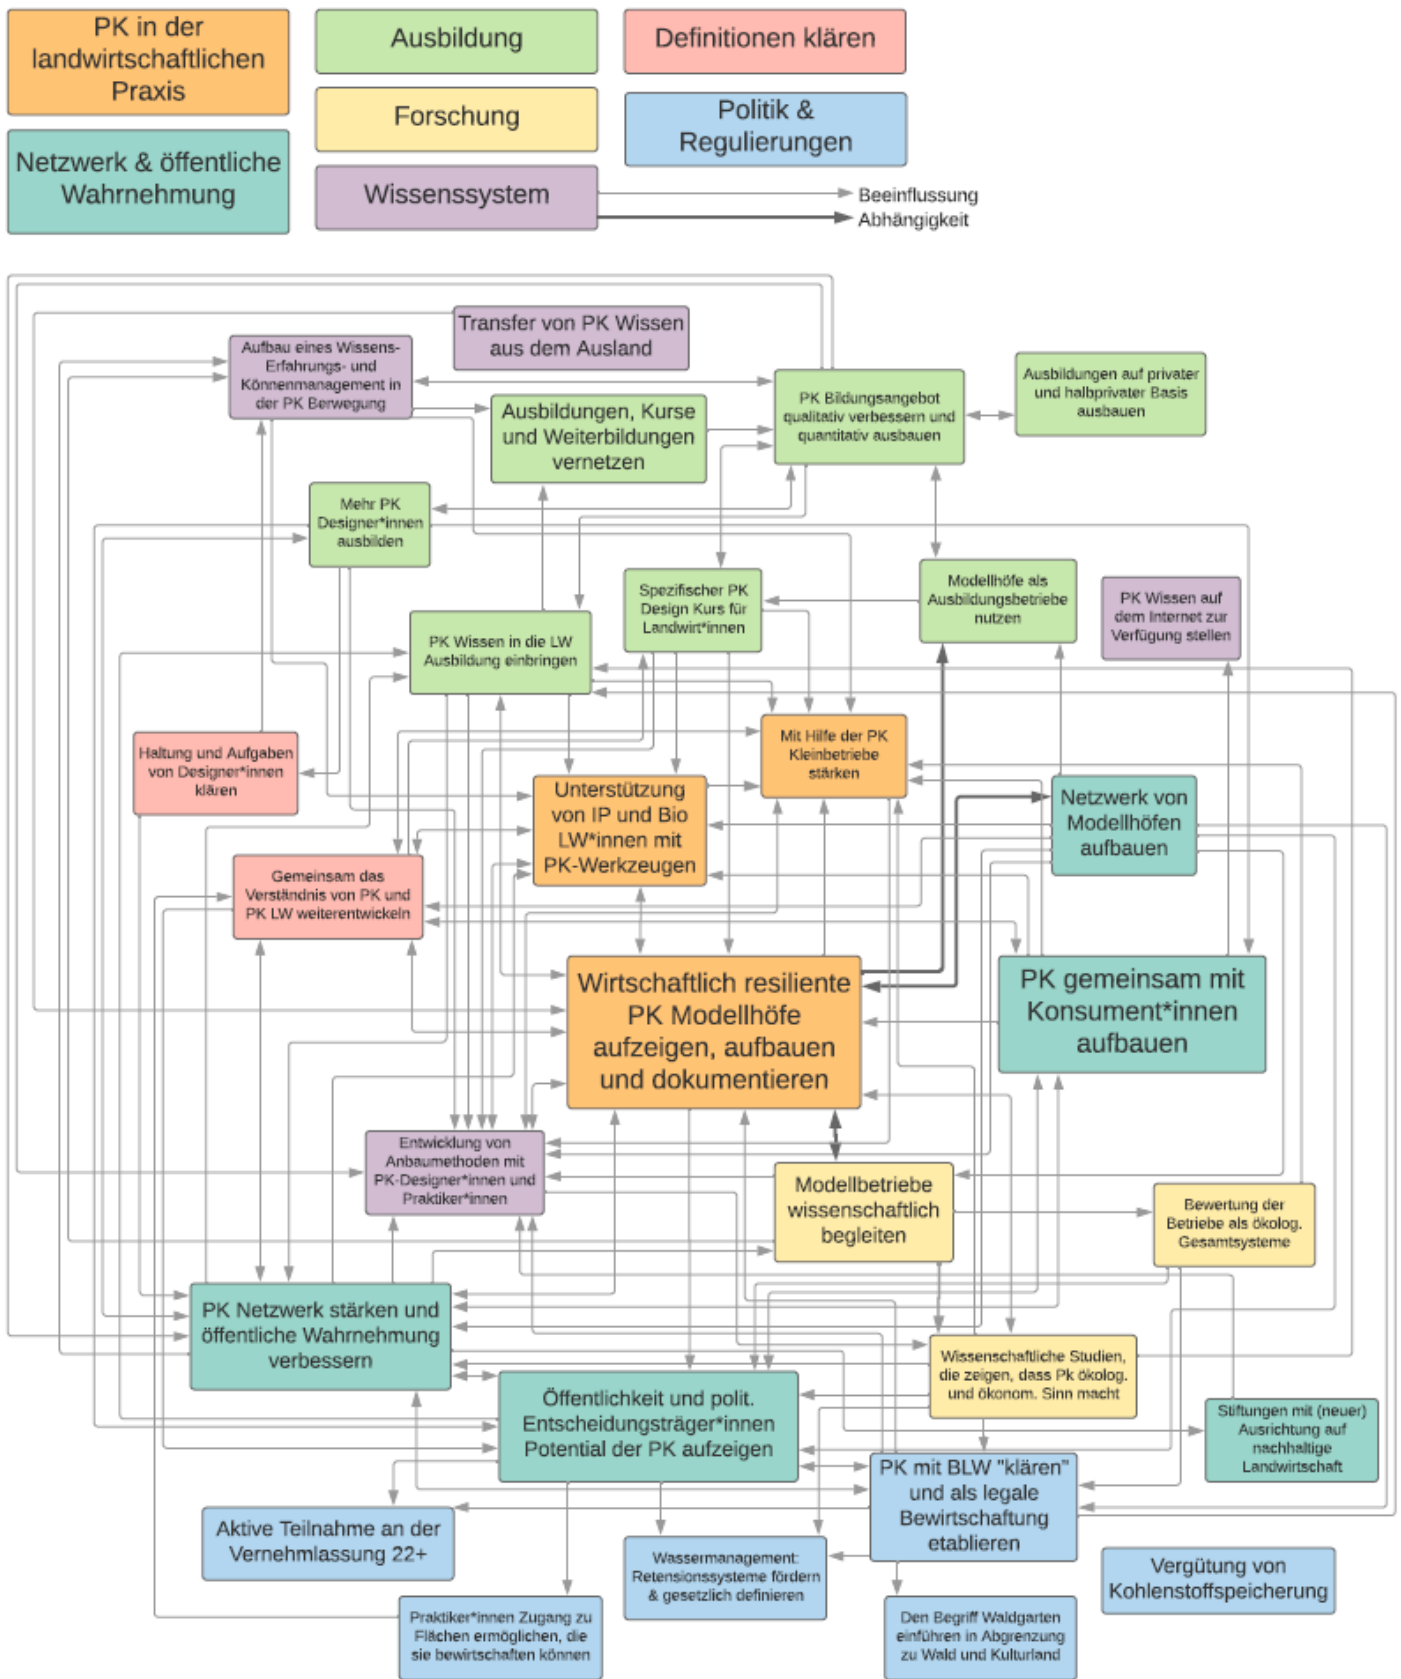 PK in der
landwirtschaftlichen
Praxis
Ausbildung
Definitionen klären
Forschung
Politik &
Regulierungen
Netzwerk & öffentliche
Wahrnehmung
Wissenssystem
Beeinflussung
Abhängigkeit
Transfer von PK Wissen
aus dem Ausland
Aufbau eines Wissens-
Erfahrungs- und
Könnenmanagement in
der PK Berwegung
Ausbildungen, Kurse
und Weiterbildungen
vernetzen
PK Bildungsangebot
qualitativ verbessern und
quantitativ ausbauen
Ausbildungen auf privater
und halbprivater Basis
ausbauen
Mehr PK
Designer*innen
ausbilden
Spezifischer PK
Design Kurs für
Landwirt*innen
Modellhöfe als
Ausbildungsbetriebe
nutzen
PK Wissen auf
dem Internet zur
Verfügung stellen
PK Wissen in die LW
Ausbildung einbringen
Haltung und Aufgaben
von Designer*innen
klären
Mit Hilfe der PK
Kleinbetriebe
stärken
Unterstützung
von IP und Bio
LW*innen mit
PK-Werkzeugen
Netzwerk von
Modellhöfen
aufbauen
Gemeinsam das
Verständnis von PK und
PK LW weiterentwickeln
Wirtschaftlich resiliente
PK Modellhöfe
aufzeigen, aufbauen
und dokumentieren
PK gemeinsam mit
Konsument*innen
aufbauen
Entwicklung von
Anbaumethoden mit
PK-Designer*innen und
Praktiker*innen
Modellbetriebe
wissenschaftlich
begleiten
Bewertung der
Betriebe als ökolog.
Gesamtsysteme
PK Netzwerk stärken und
öffentliche Wahrnehmung
verbessern
Wissenschaftliche Studien,
die zeigen, dass Pk ökolog.
und ökonom. Sinn macht
Öffentlichkeit und polit.
Entscheidungsträger*innen
Potential der PK aufzeigen
Stiftungen mit (neuer)
Ausrichtung auf
nachhaltige
Landwirtschaft
PK mit BLW "klären"
und als legale
Bewirtschaftung
etablieren
Aktive Teilnahme an der
Vernehmlassung 22+
Wassermanagement:
Retensionssysteme fördern
& gesetzlich definieren
Vergütung von
Kohlenstoffspeicherung
Praktiker*innen Zugang zu
Flächen ermöglichen, die
sie bewirtschaften können
Den Begriff Waldgarten
einführen in Abgrenzung
zu Wald und Kulturland